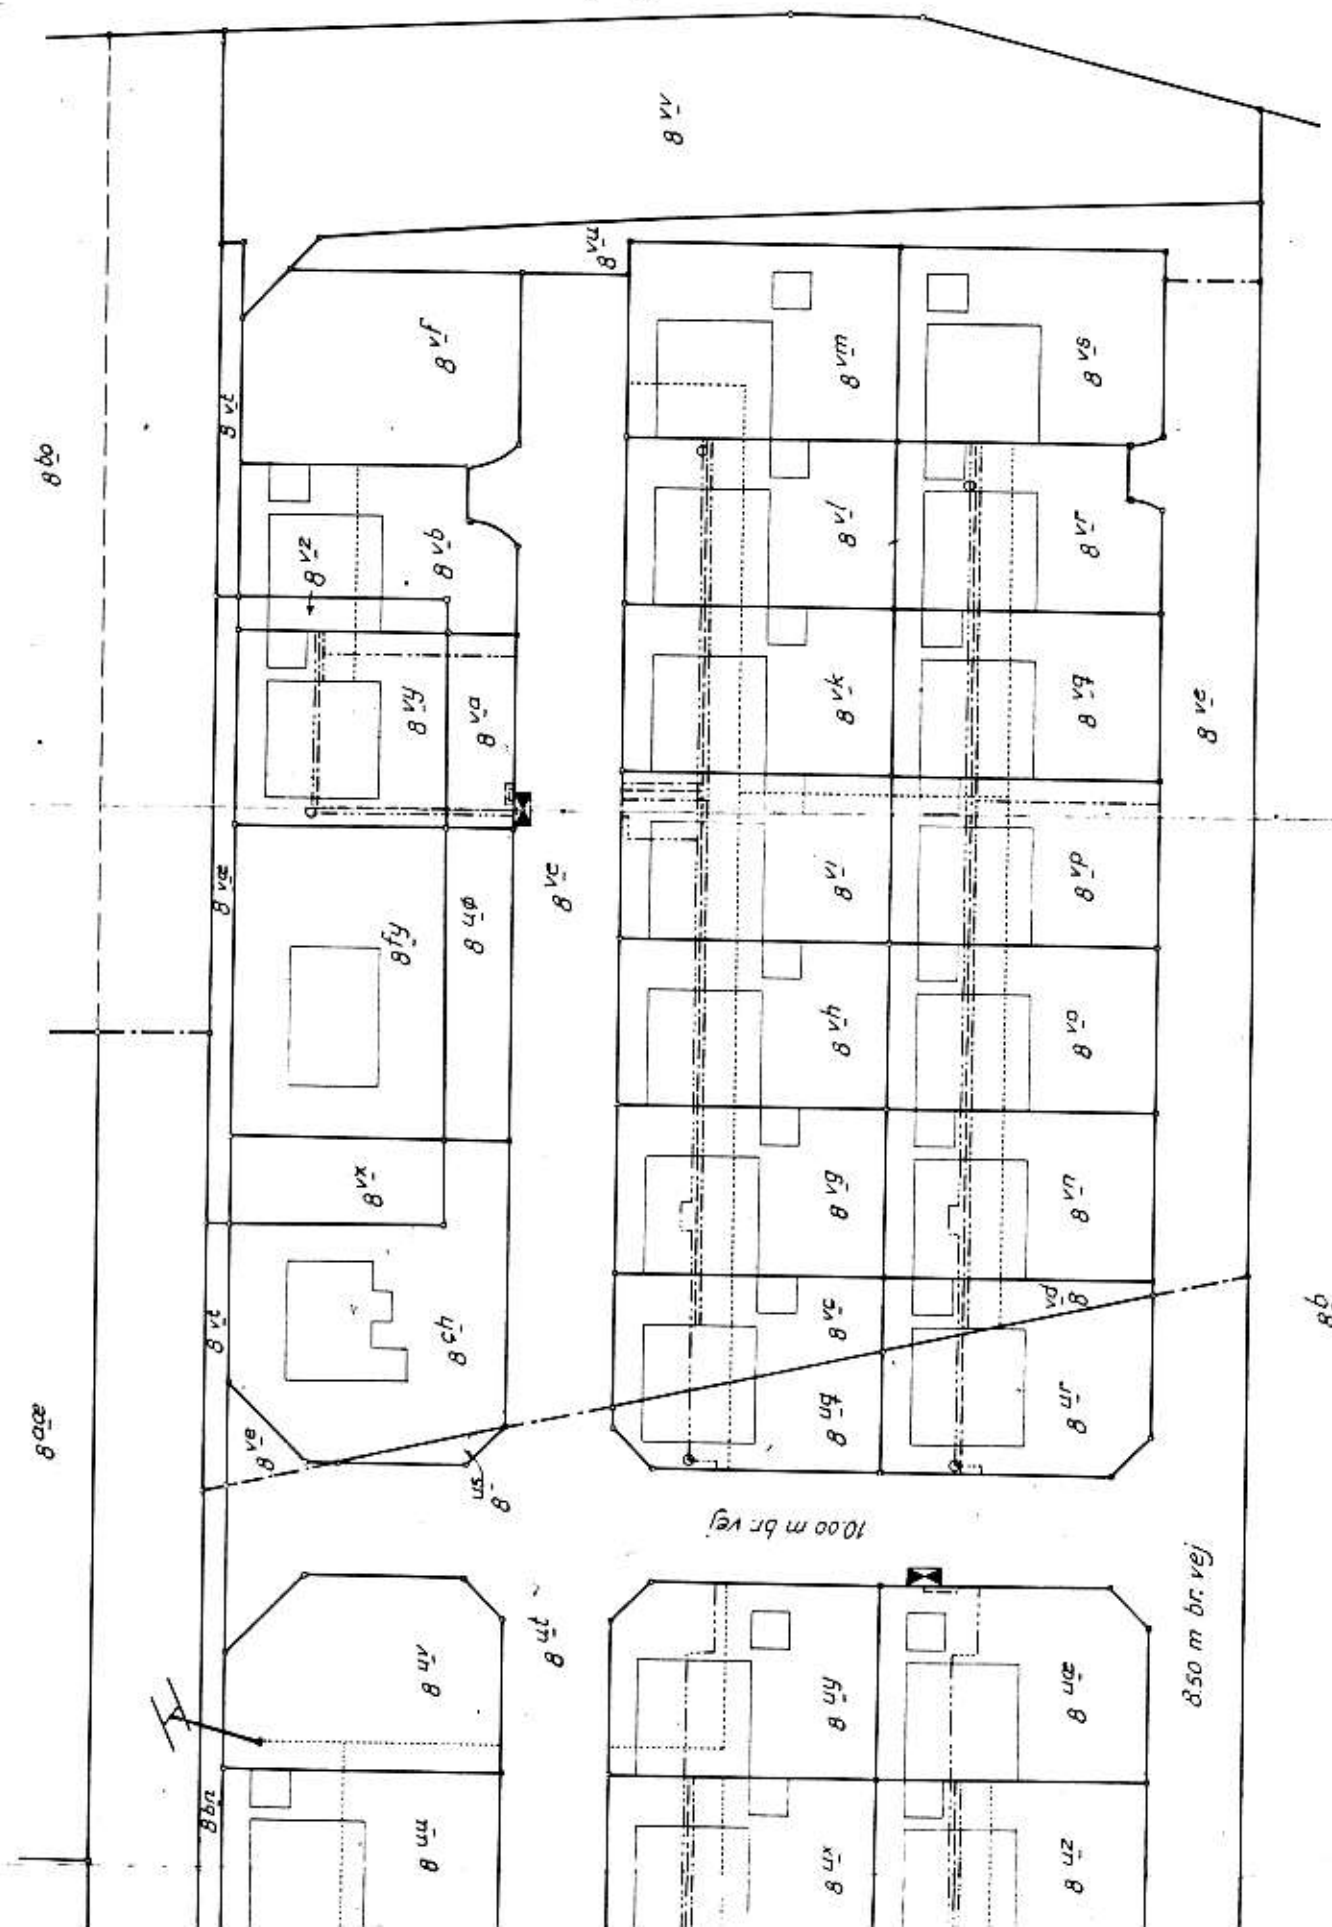 8 vv
8 vu
8 vf
8 vm
8 vs
8 vt
8 bo
8 vb
8 vz
8 vl
8 vr
8 vy
8 va
8 vk
8 vq
8 ve
8 væ
8 fy
8 uø
8 ve
8 vi
8 vp
8 vh
8 vo
8 vx
8 vg
8 vn
8 vt
8 vc
8 vd
8 b
8 æø
8 ve
8 us
8 uq
8 ur
10.00 m br. vej
8 uv
8 ut
8 uy
8 uæ
8.50 m br. vej
8 bn
8 uu
8 ux
8 uz